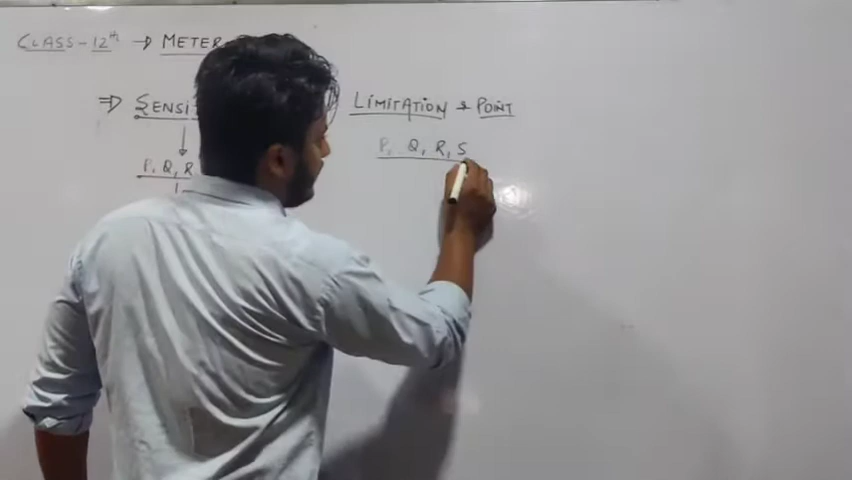 CLASS-12th → METER
⇒ SENSI LIMITATION & POINT
P, Q, R P, Q, R, S